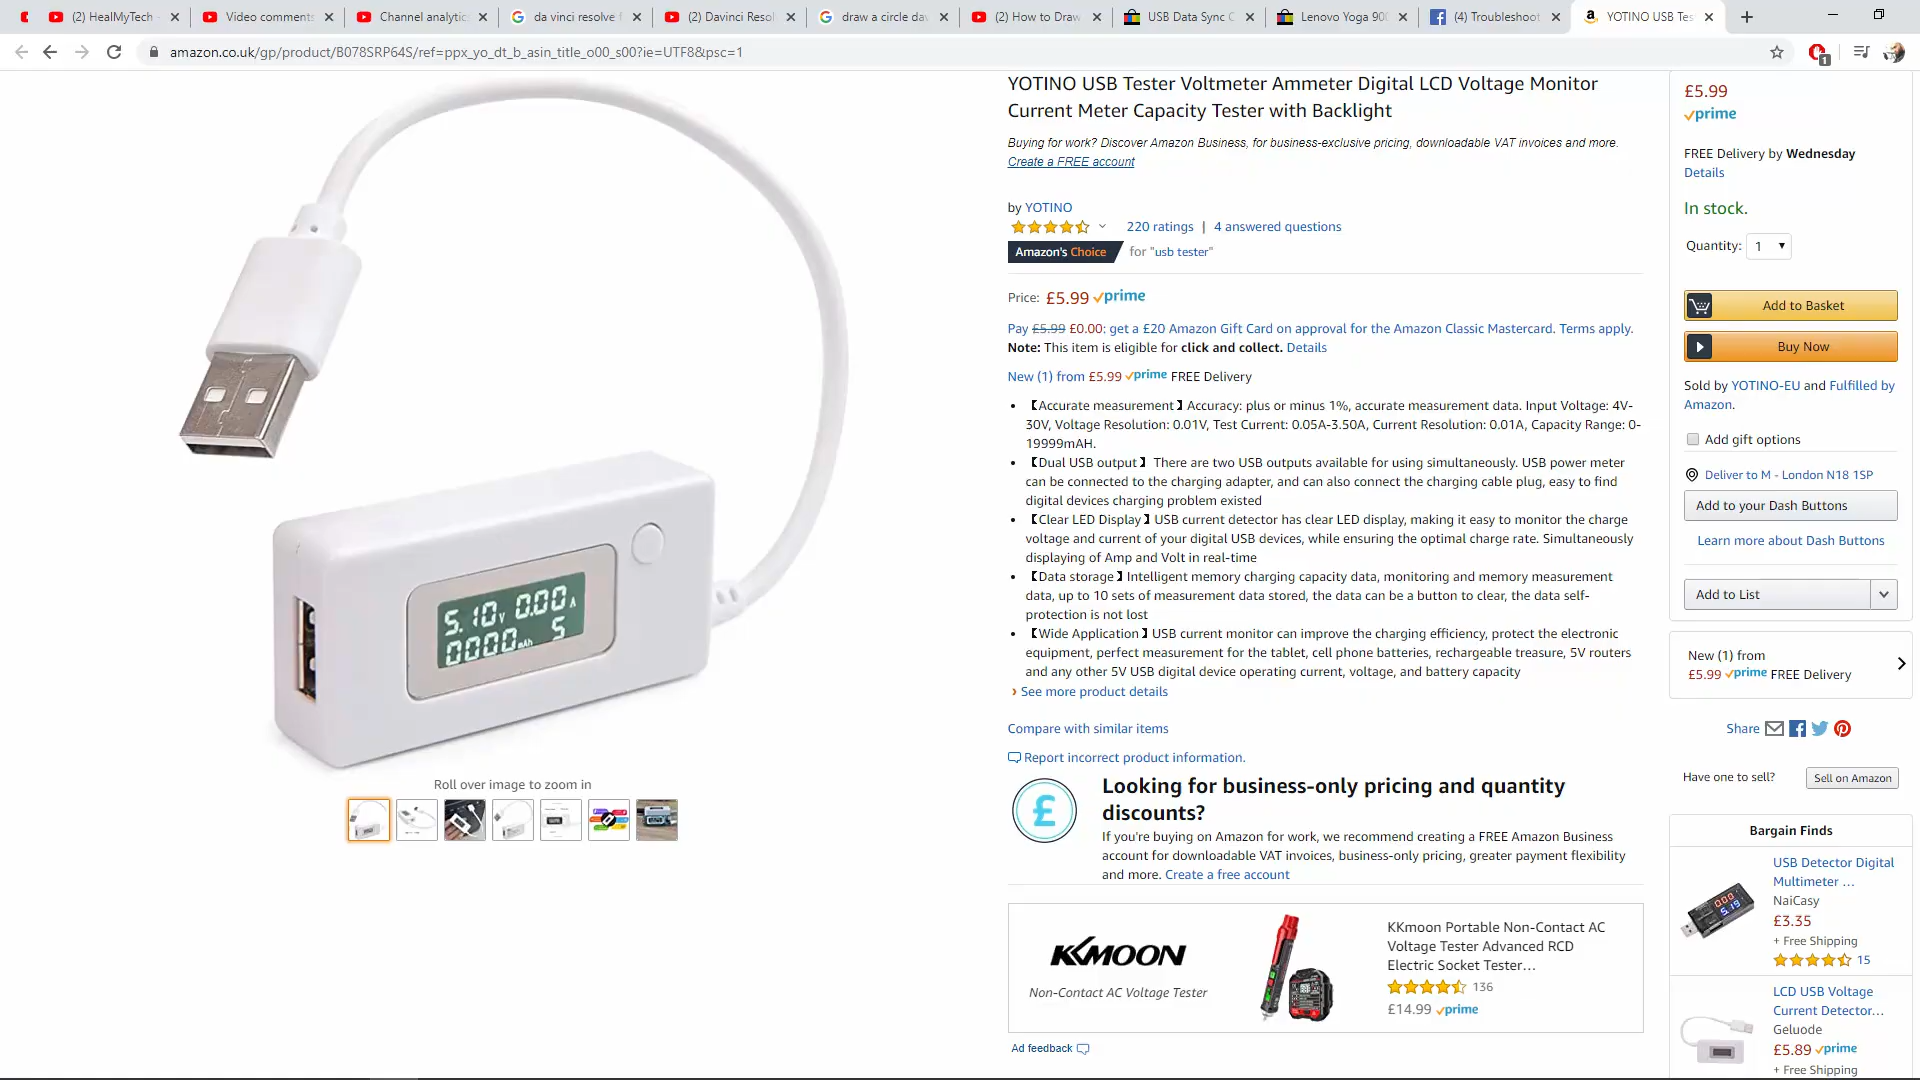 (2) HealMyTech -
Video comments
Channel analytic
da vinci resolve f
(2) Davinci Resol
draw a circle dav
(2) How to Draw
USB Data Sync C
Lenovo Yoga 90
(4) Troubleshoot
YOTINO USB Tes
amazon.co.uk/gp/product/B078SRP64S/ref=ppx_yo_dt_b_asin_title_o00_s00?ie=UTF8&psc=1
1
YOTINO USB Tester Voltmeter Ammeter Digital LCD Voltage Monitor
Current Meter Capacity Tester with Backlight
Buying for work? Discover Amazon Business, for business-exclusive pricing, downloadable VAT invoices and more.
Create a FREE account
by YOTINO
220 ratings | 4 answered questions
Amazon's Choice for "usb tester"
Price: £5.99 prime
Pay £5.99 £0.00: get a £20 Amazon Gift Card on approval for the Amazon Classic Mastercard. Terms apply.
Note: This item is eligible for click and collect. Details
New (1) from £5.99 prime FREE Delivery
• 【Accurate measurement】Accuracy: plus or minus 1%, accurate measurement data. Input Voltage: 4V-
30V, Voltage Resolution: 0.01V, Test Current: 0.05A-3.50A, Current Resolution: 0.01A, Capacity Range: 0-
19999mAH.
• 【Dual USB output】 There are two USB outputs available for using simultaneously. USB power meter
can be connected to the charging adapter, and can also connect the charging cable plug, easy to find
digital devices charging problem existed
• 【Clear LED Display】USB current detector has clear LED display, making it easy to monitor the charge
voltage and current of your digital USB devices, while ensuring the optimal charge rate. Simultaneously
displaying of Amp and Volt in real-time
• 【Data storage】Intelligent memory charging capacity data, monitoring and memory measurement
data, up to 10 sets of measurement data stored, the data can be a button to clear, the data self-
protection is not lost
• 【Wide Application】USB current monitor can improve the charging efficiency, protect the electronic
equipment, perfect measurement for the tablet, cell phone batteries, rechargeable treasure, 5V routers
and any other 5V USB digital device operating current, voltage, and battery capacity
› See more product details
Compare with similar items
Report incorrect product information.
£
Looking for business-only pricing and quantity
discounts?
If you're buying on Amazon for work, we recommend creating a FREE Amazon Business
account for downloadable VAT invoices, business-only pricing, greater payment flexibility
and more. Create a free account
KKMOON
Non-Contact AC Voltage Tester
KKmoon Portable Non-Contact AC
Voltage Tester Advanced RCD
Electric Socket Tester...
136
£14.99 prime
Ad feedback
5.10V 0.00A
0000mAh 5
Roll over image to zoom in
£5.99
prime
FREE Delivery by Wednesday
Details
In stock.
Quantity: 1
Add to Basket
Buy Now
Sold by YOTINO-EU and Fulfilled by
Amazon.
Add gift options
Deliver to M - London N18 1SP
Add to your Dash Buttons
Learn more about Dash Buttons
Add to List
New (1) from
£5.99 prime FREE Delivery
Share
Have one to sell? Sell on Amazon
Bargain Finds
USB Detector Digital
Multimeter ...
NaiCasy
£3.35
+ Free Shipping
15
0.00
5.19
LCD USB Voltage
Current Detector...
Geluode
£5.89 prime
+ Free Shipping